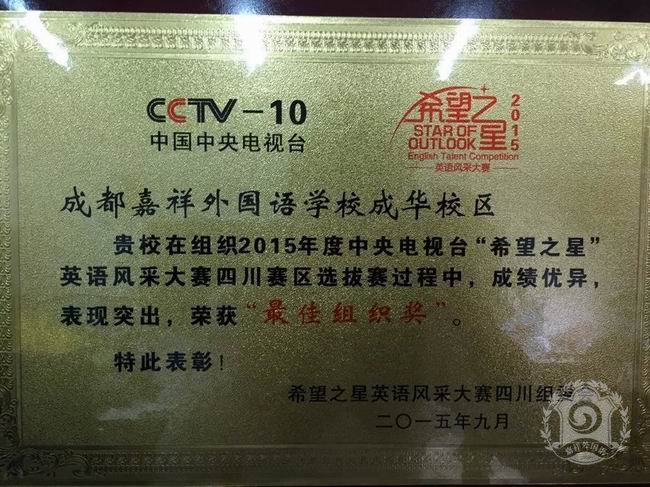 CCTV-10
中国中央电视台
希望之星
STAR OF OUTLOOK
2015
English Talent Competition
英语风采大赛
成都嘉祥外国语学校成华校区
贵校在组织2015年度中央电视台“希望之星”
英语风采大赛四川赛区选拔赛过程中，成绩优异，
表现突出，荣获“最佳组织奖”。
特此表彰！
希望之星英语风采大赛四川组
二〇一五年九月